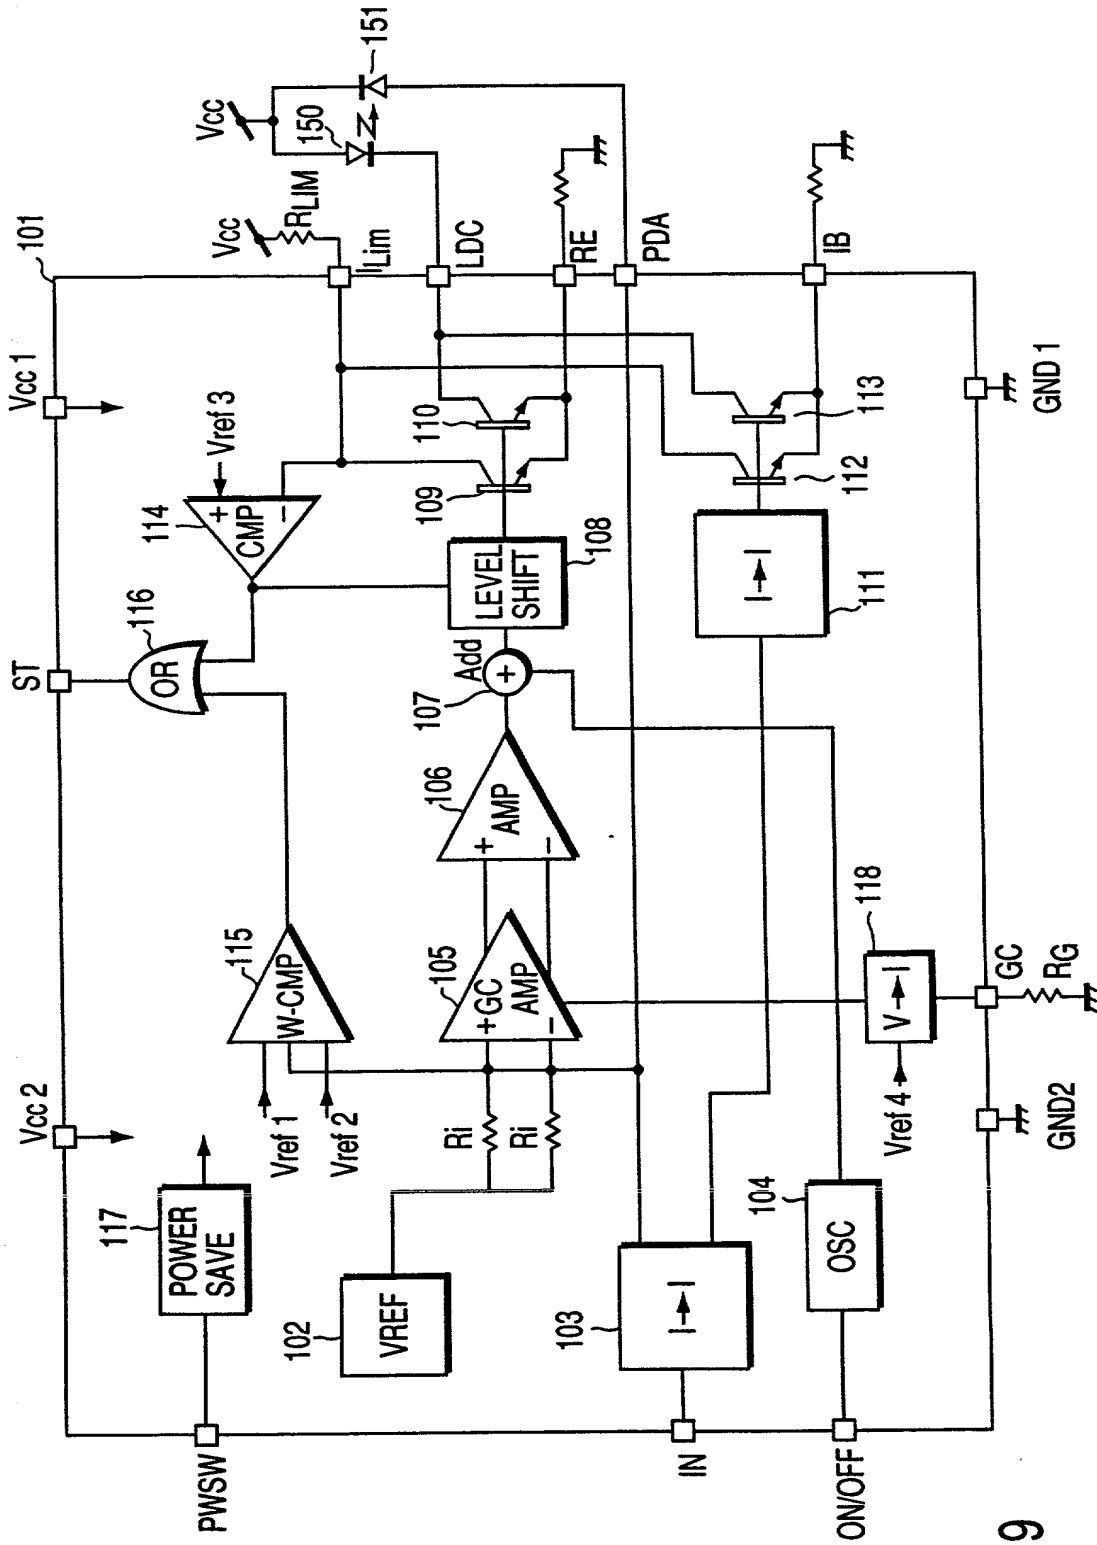 Vcc 2
Vcc 1
101
ST
PWSW
117
POWER
SAVE
115
W-CMP
Vref 1
Vref 2
116
OR
114
CMP
+
−
Vref 3
Vcc
RLIM
ILim
Vcc
150
151
LDC
RE
PDA
IB
102
VREF
Ri
Ri
105
+
−
GC
AMP
106
+
−
AMP
107
Add
+
LEVEL
SHIFT
108
109
110
103
I→I
IN
104
OSC
ON/OFF
111
I→I
112
113
118
V→I
Vref 4
GC
RG
GND2
GND 1
9